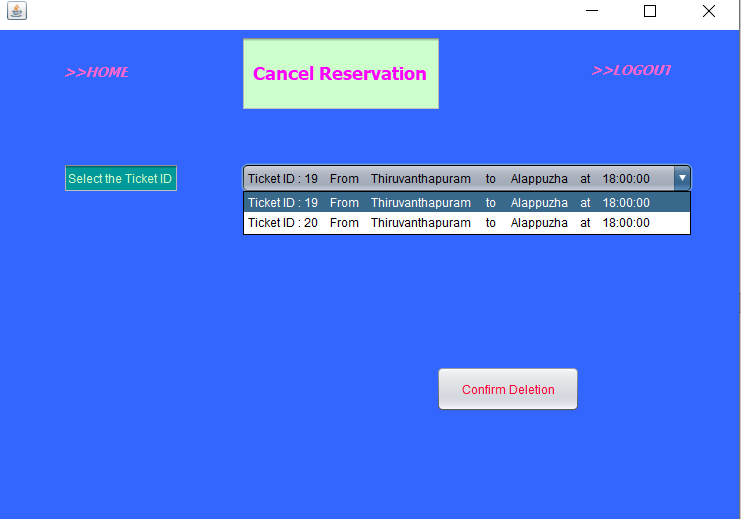 >>HOME
Cancel Reservation
>>LOGOUT
Select the Ticket ID
Ticket ID : 19 From Thiruvanthapuram to Alappuzha at 18:00:00
Ticket ID : 19 From Thiruvanthapuram to Alappuzha at 18:00:00
Ticket ID : 20 From Thiruvanthapuram to Alappuzha at 18:00:00
Confirm Deletion